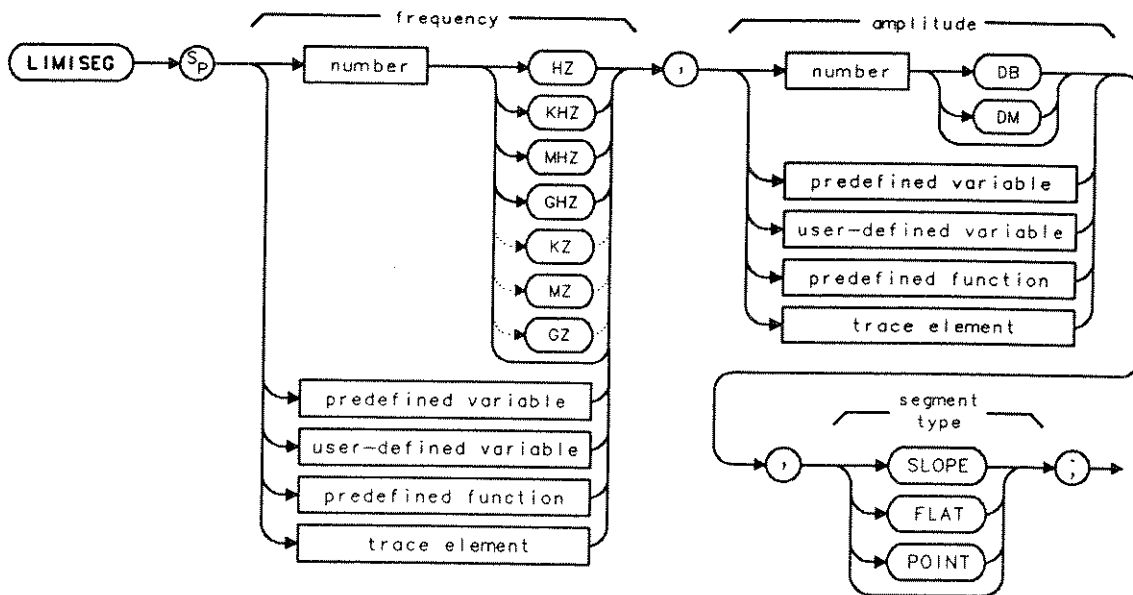 frequency
amplitude
LIMISEG
SP
number
HZ
KHZ
MHZ
GHZ
KZ
MZ
GZ
predefined variable
user-defined variable
predefined function
trace element
,
number
DB
DM
predefined variable
user-defined variable
predefined function
trace element
segment
type
,
SLOPE
FLAT
POINT
;